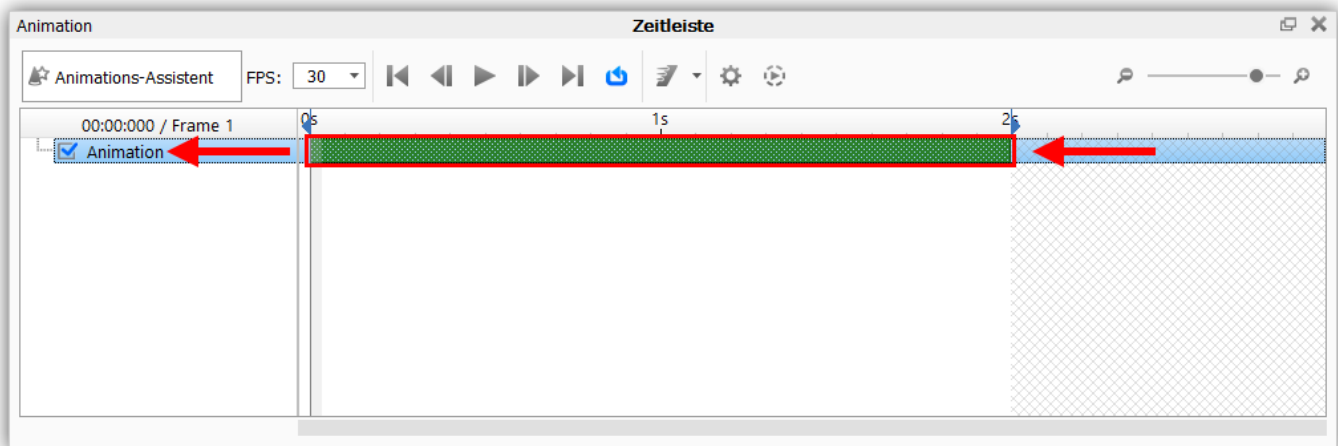 Animation
Zeitleiste
Animations-Assistent FPS: 30
00:00:000 / Frame 1 0s 1s 2s
Animation